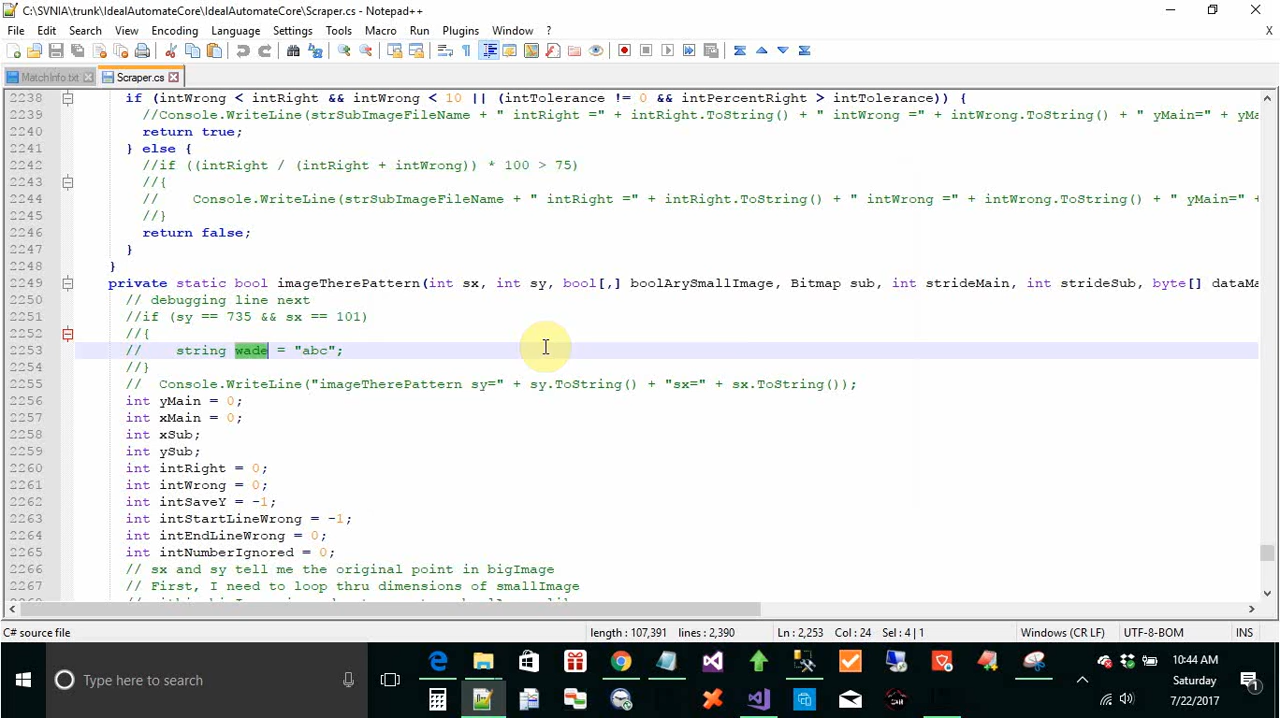 C:\SVNIA\trunk\IdealAutomateCore\IdealAutomateCore\Scraper.cs - Notepad++
File Edit Search View Encoding Language Settings Tools Macro Run Plugins Window ? X
MatchInfo.txt Scraper.cs
2238 if (intWrong < intRight && intWrong < 10 || (intTolerance != 0 && intPercentRight > intTolerance)) {
2239 //Console.WriteLine(strSubImageFileName + " intRight =" + intRight.ToString() + " intWrong =" + intWrong.ToString() + " yMain=" + yMa
2240 return true;
2241 } else {
2242 //if ((intRight / (intRight + intWrong)) * 100 > 75)
2243 //{
2244 // Console.WriteLine(strSubImageFileName + " intRight =" + intRight.ToString() + " intWrong =" + intWrong.ToString() + " yMain=" +
2245 //}
2246 return false;
2247 }
2248 }
2249 private static bool imageTherePattern(int sx, int sy, bool[,] boolArySmallImage, Bitmap sub, int strideMain, int strideSub, byte[] dataMa
2250 // debugging line next
2251 //if (sy == 735 && sx == 101)
2252 //{
2253 // string wade = "abc";
2254 //}
2255 // Console.WriteLine("imageTherePattern sy=" + sy.ToString() + "sx=" + sx.ToString());
2256 int yMain = 0;
2257 int xMain = 0;
2258 int xSub;
2259 int ySub;
2260 int intRight = 0;
2261 int intWrong = 0;
2262 int intSaveY = -1;
2263 int intStartLineWrong = -1;
2264 int intEndLineWrong = 0;
2265 int intNumberIgnored = 0;
2266 // sx and sy tell me the original point in bigImage
2267 // First, I need to loop thru dimensions of smallImage
C# source file length : 107,391 lines : 2,390 Ln : 2,253 Col : 24 Sel : 4 | 1 Windows (CR LF) UTF-8-BOM INS
Type here to search
10:44 AM
Saturday
7/22/2017